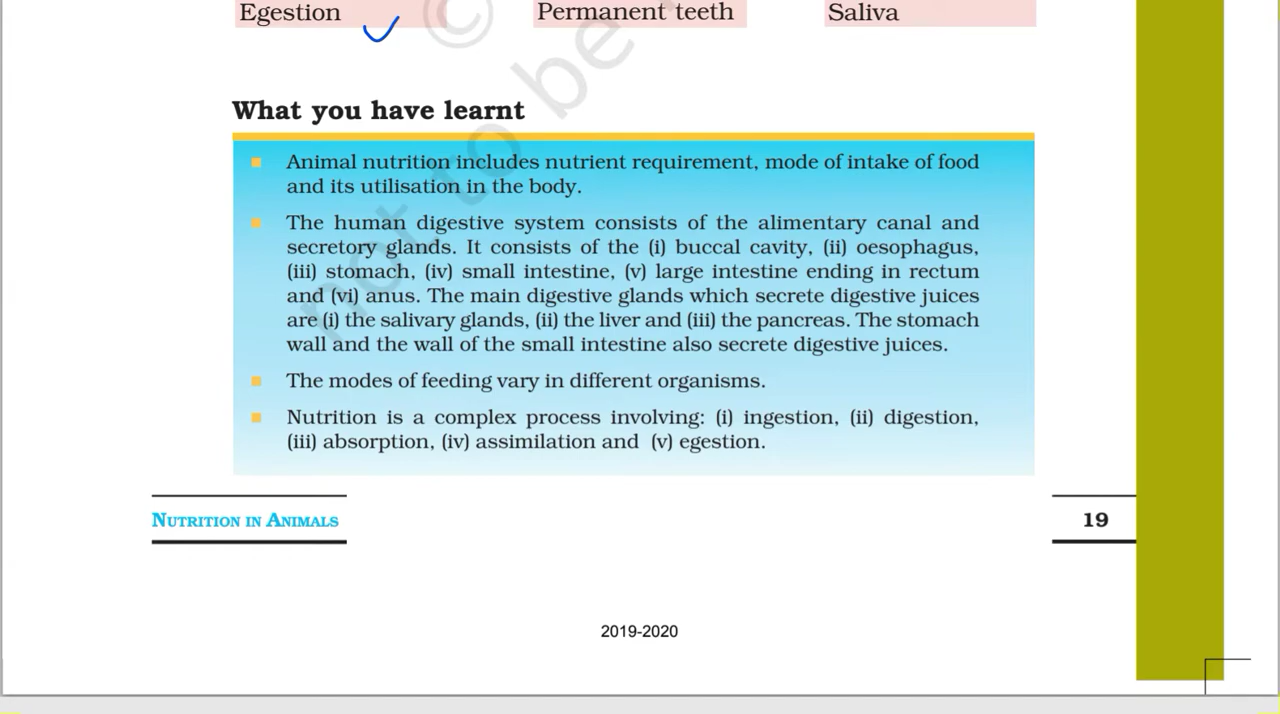 Egestion Permanent teeth Saliva
©
not to be
What you have learnt
Animal nutrition includes nutrient requirement, mode of intake of food
and its utilisation in the body.
The human digestive system consists of the alimentary canal and
secretory glands. It consists of the (i) buccal cavity, (ii) oesophagus,
(iii) stomach, (iv) small intestine, (v) large intestine ending in rectum
and (vi) anus. The main digestive glands which secrete digestive juices
are (i) the salivary glands, (ii) the liver and (iii) the pancreas. The stomach
wall and the wall of the small intestine also secrete digestive juices.
The modes of feeding vary in different organisms.
Nutrition is a complex process involving: (i) ingestion, (ii) digestion,
(iii) absorption, (iv) assimilation and (v) egestion.
NUTRITION IN ANIMALS 19
2019-2020